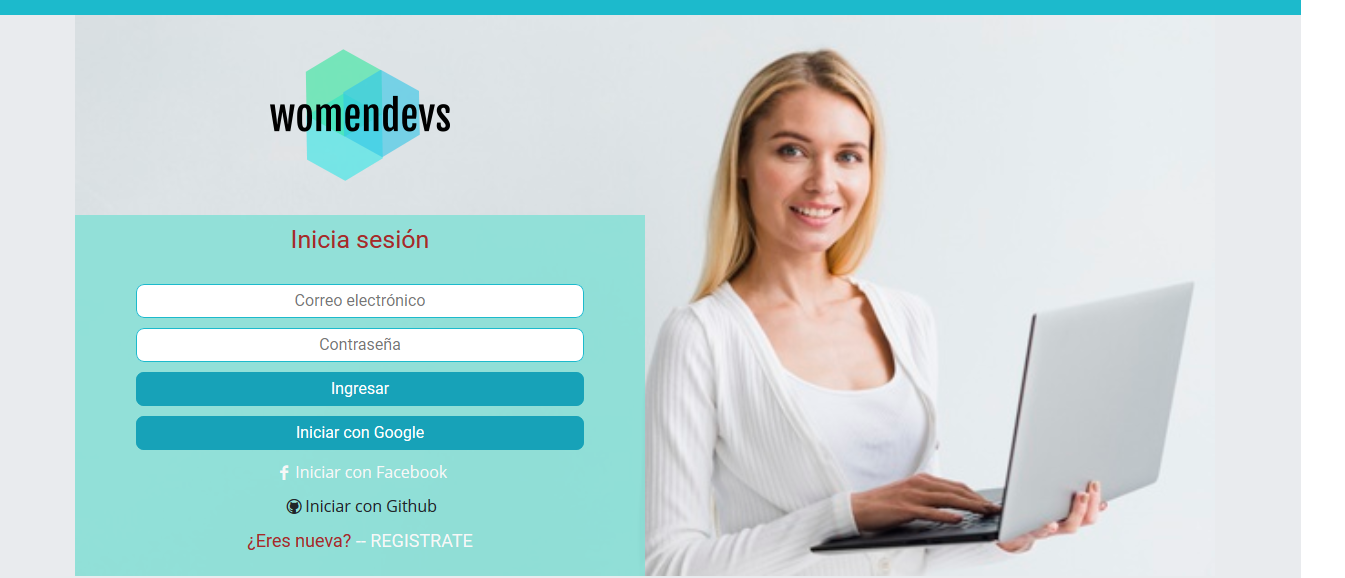 womendevs
Inicia sesión
Correo electrónico
Contraseña
Ingresar
Iniciar con Google
Iniciar con Facebook
Iniciar con Github
¿Eres nueva? -- REGISTRATE